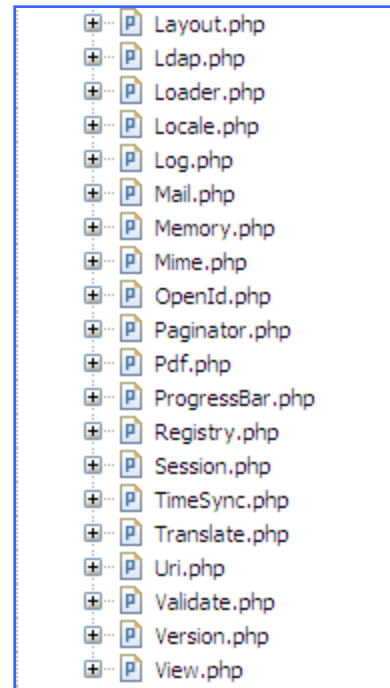 Layout.php
Ldap.php
Loader.php
Locale.php
Log.php
Mail.php
Memory.php
Mime.php
OpenId.php
Paginator.php
Pdf.php
ProgressBar.php
Registry.php
Session.php
TimeSync.php
Translate.php
Uri.php
Validate.php
Version.php
View.php